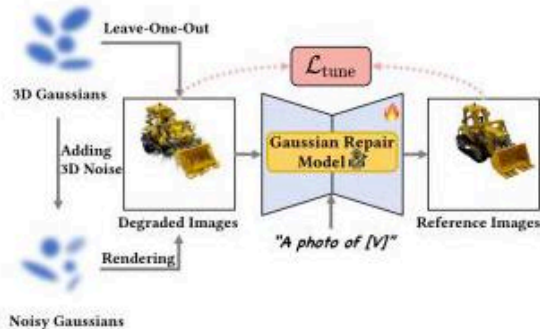 Leave-One-Out
ℒtune
3D Gaussians
Adding
3D Noise
Gaussian Repair
Model
Degraded Images
Reference Images
"A photo of [V]"
Rendering
Noisy Gaussians